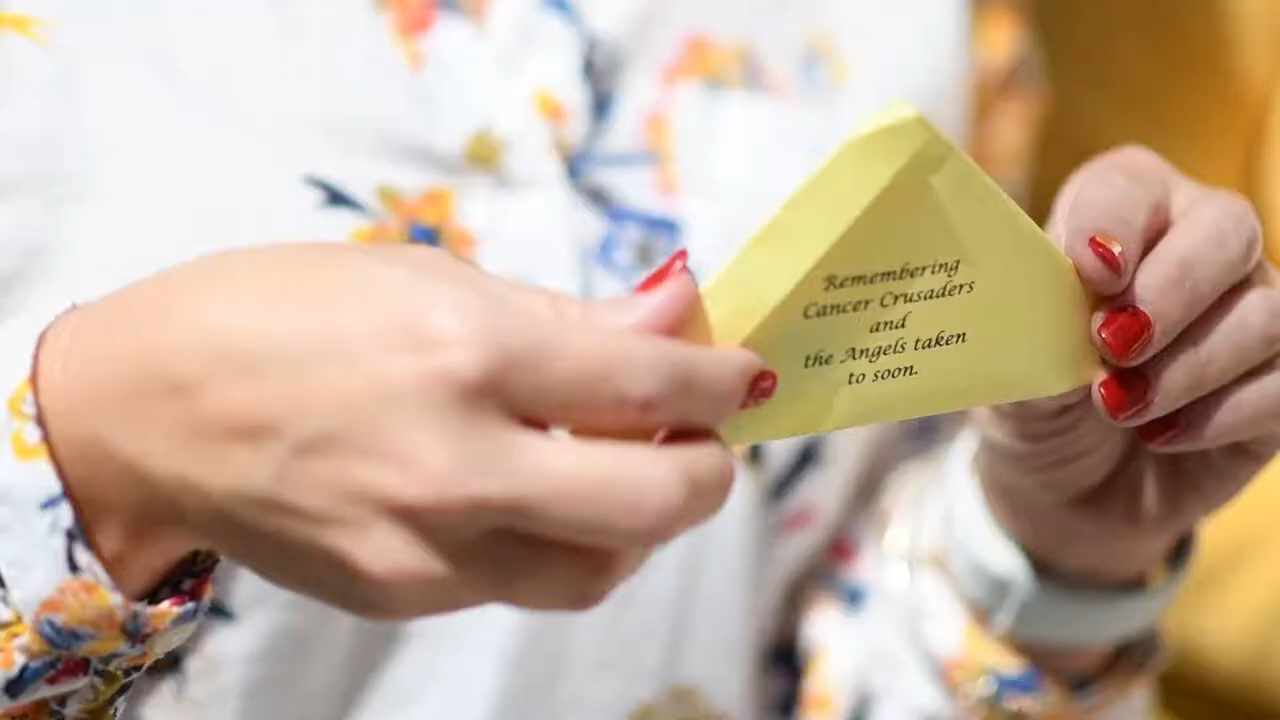 Remembering
Cancer Crusaders
and
the Angels taken
to soon.